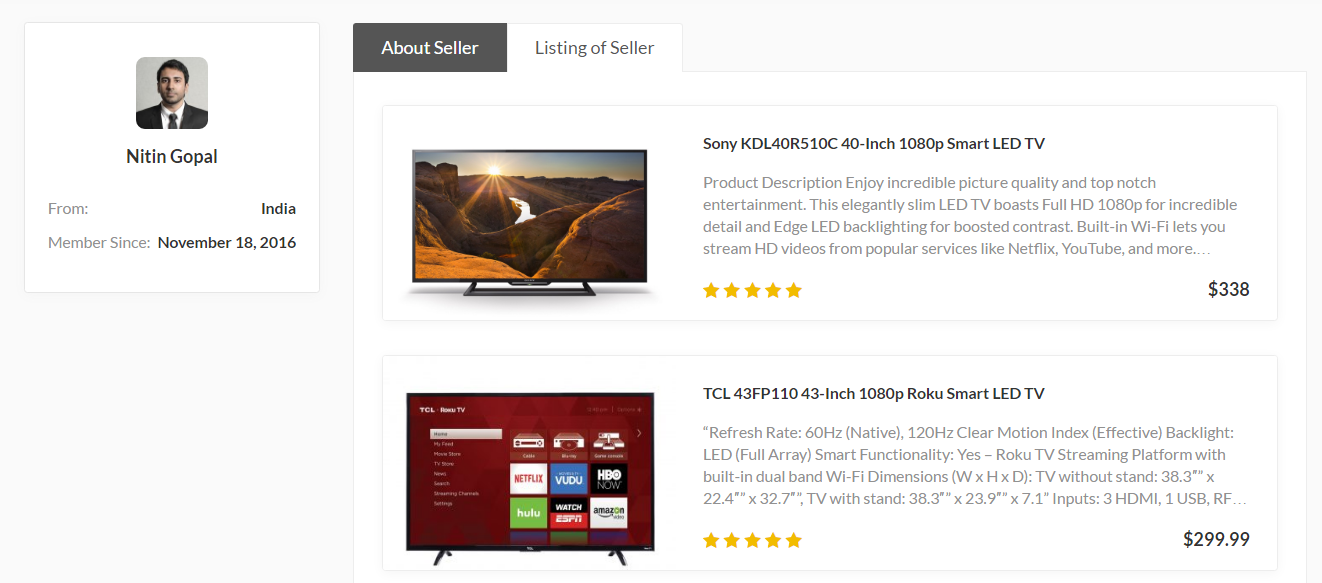 Nitin Gopal
From: India
Member Since: November 18, 2016
About Seller
Listing of Seller
Sony KDL40R510C 40-Inch 1080p Smart LED TV
Product Description Enjoy incredible picture quality and top notch
entertainment. This elegantly slim LED TV boasts Full HD 1080p for incredible
detail and Edge LED backlighting for boosted contrast. Built-in Wi-Fi lets you
stream HD videos from popular services like Netflix, YouTube, and more.…
$338
TCL · Roku TV
Home
My Feed
Movie Store
TV Store
News
Search
Streaming Channels
Settings
Cable
Blu-ray
Game console
NETFLIX
VUDU
HBO
NOW
hulu
WATCH
ESPN
amazon
video
TCL
TCL 43FP110 43-Inch 1080p Roku Smart LED TV
“Refresh Rate: 60Hz (Native), 120Hz Clear Motion Index (Effective) Backlight:
LED (Full Array) Smart Functionality: Yes – Roku TV Streaming Platform with
built-in dual band Wi-Fi Dimensions (W x H x D): TV without stand: 38.3″” x
22.4″” x 32.7″”, TV with stand: 38.3″” x 23.9″” x 7.1” Inputs: 3 HDMI, 1 USB, RF…
$299.99